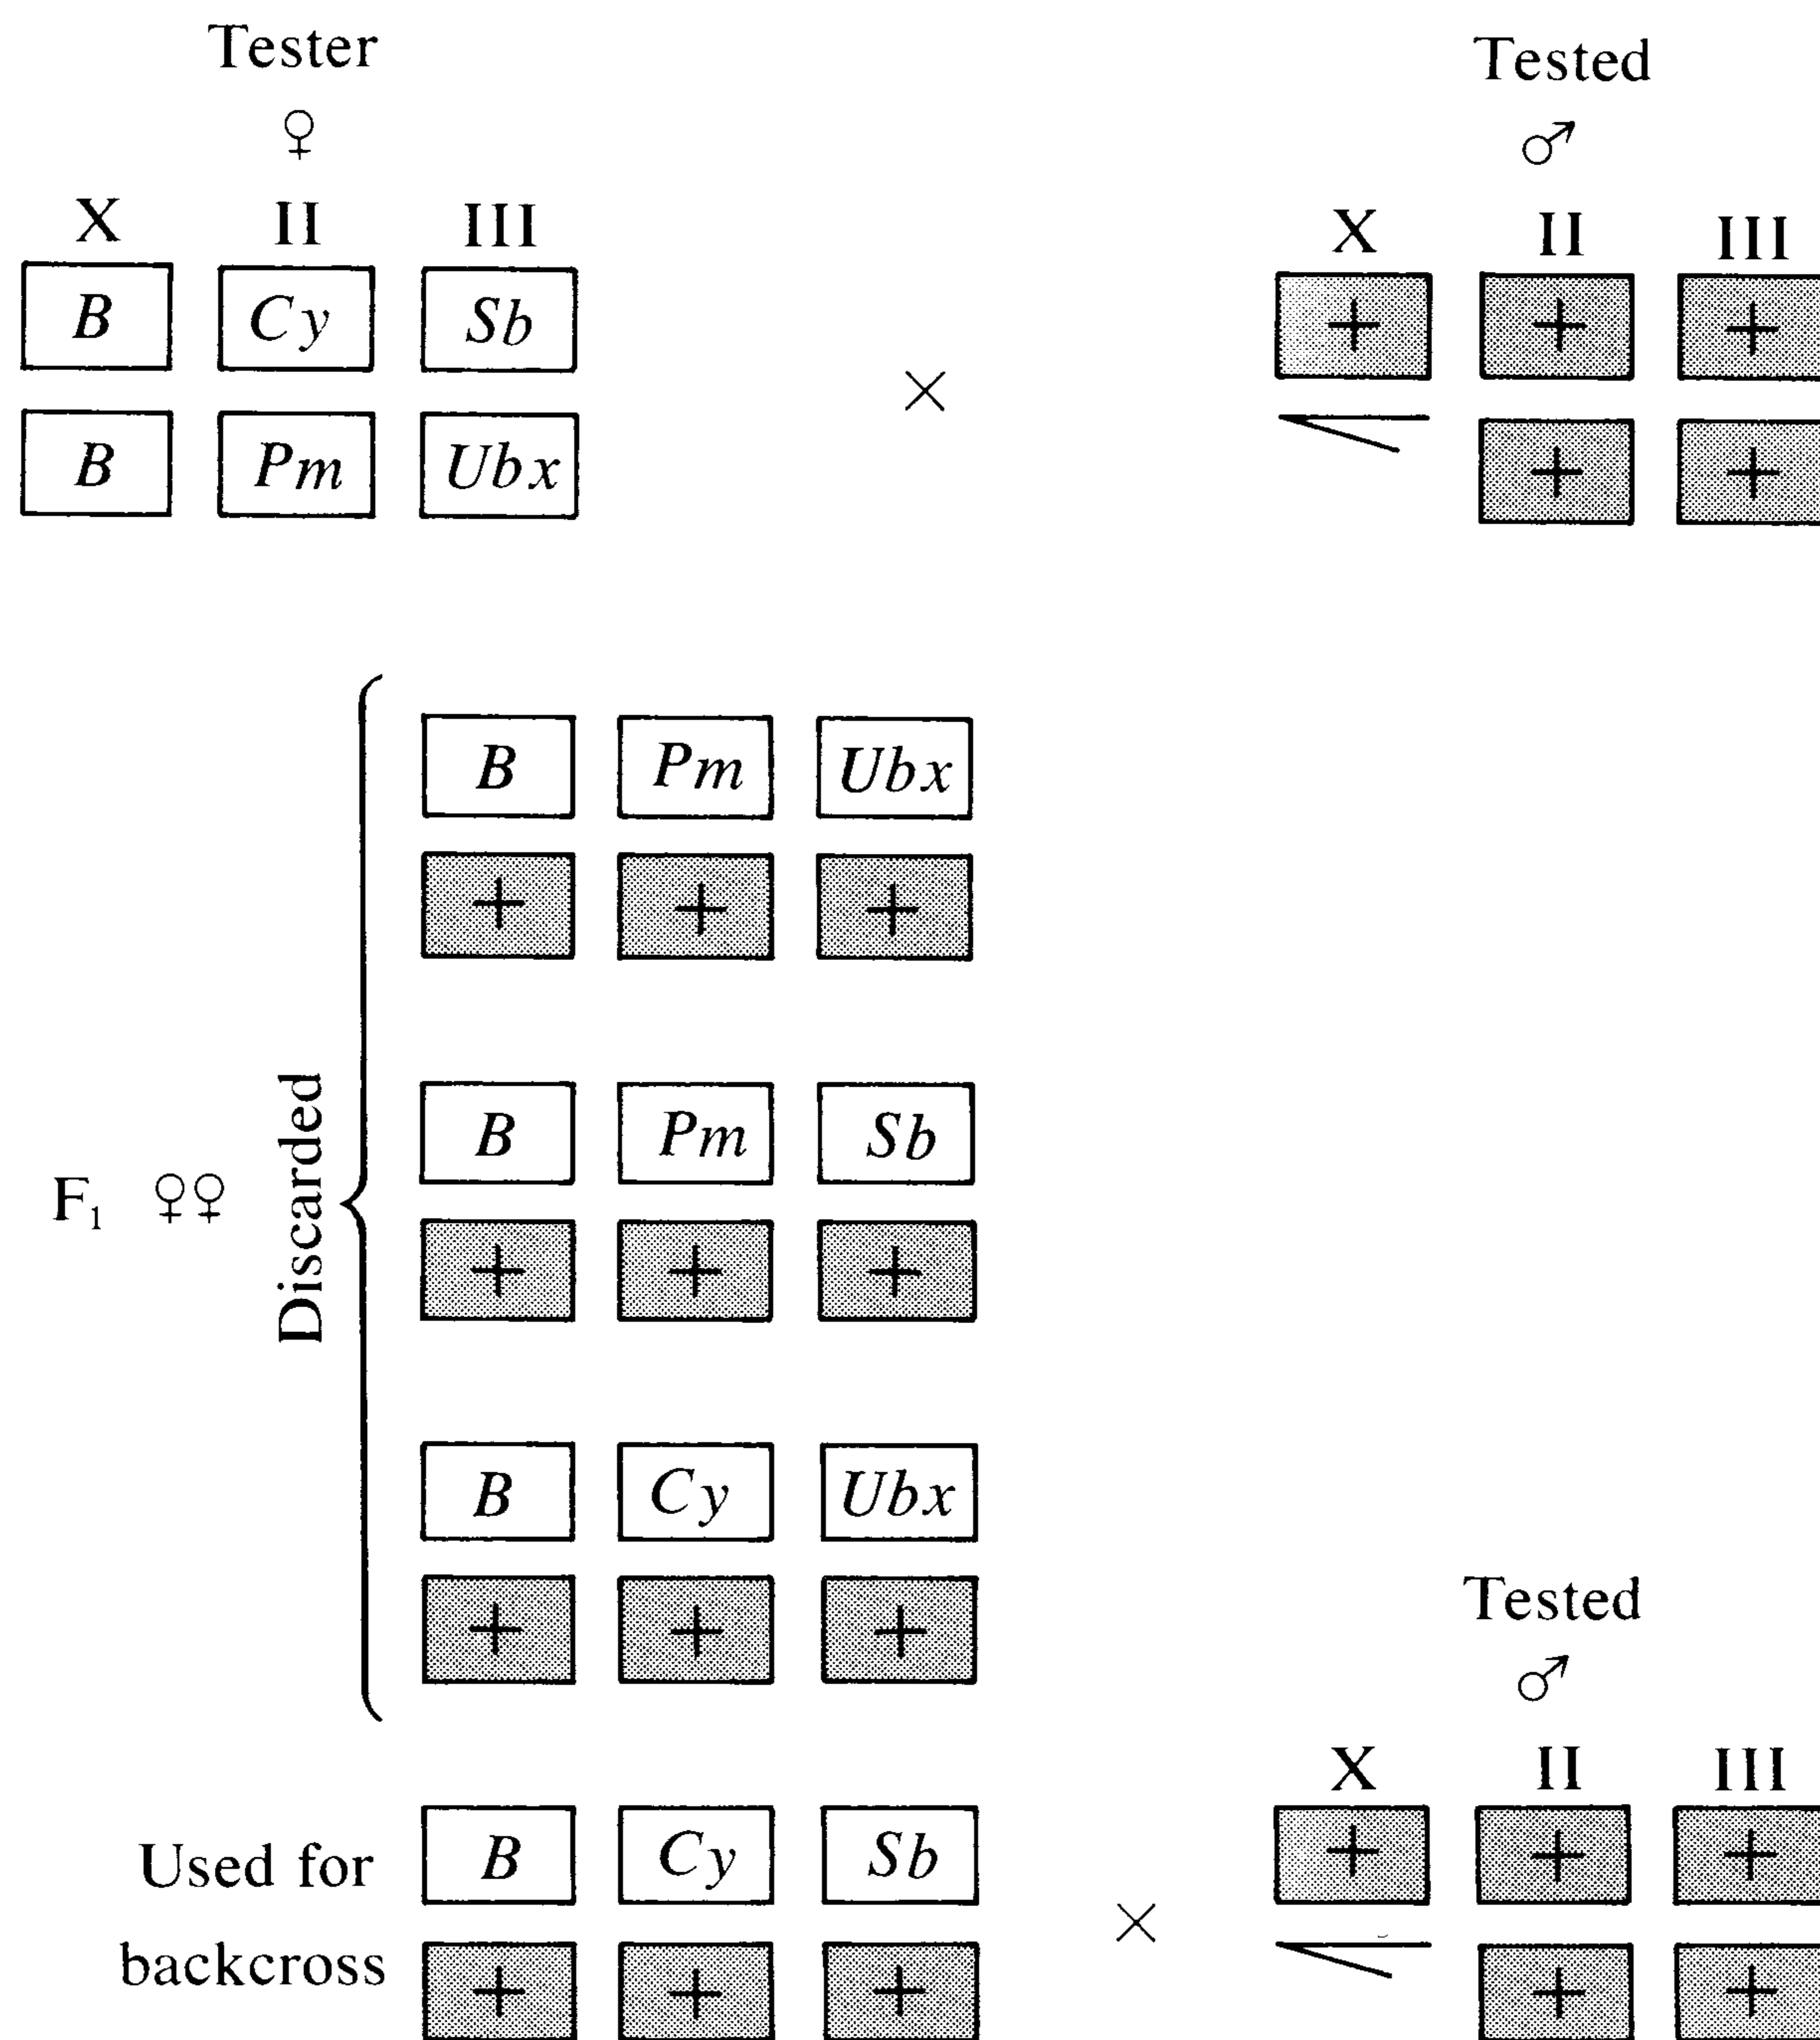 Tester
♀
X II III
B Cy Sb
B Pm Ubx
×
Tested
♂
X II III
+ + +
+ +
F₁ ♀♀
Discarded
B Pm Ubx
+ + +
B Pm Sb
+ + +
B Cy Ubx
+ + +
Used for
backcross
B Cy Sb
+ + +
×
Tested
♂
X II III
+ + +
+ +